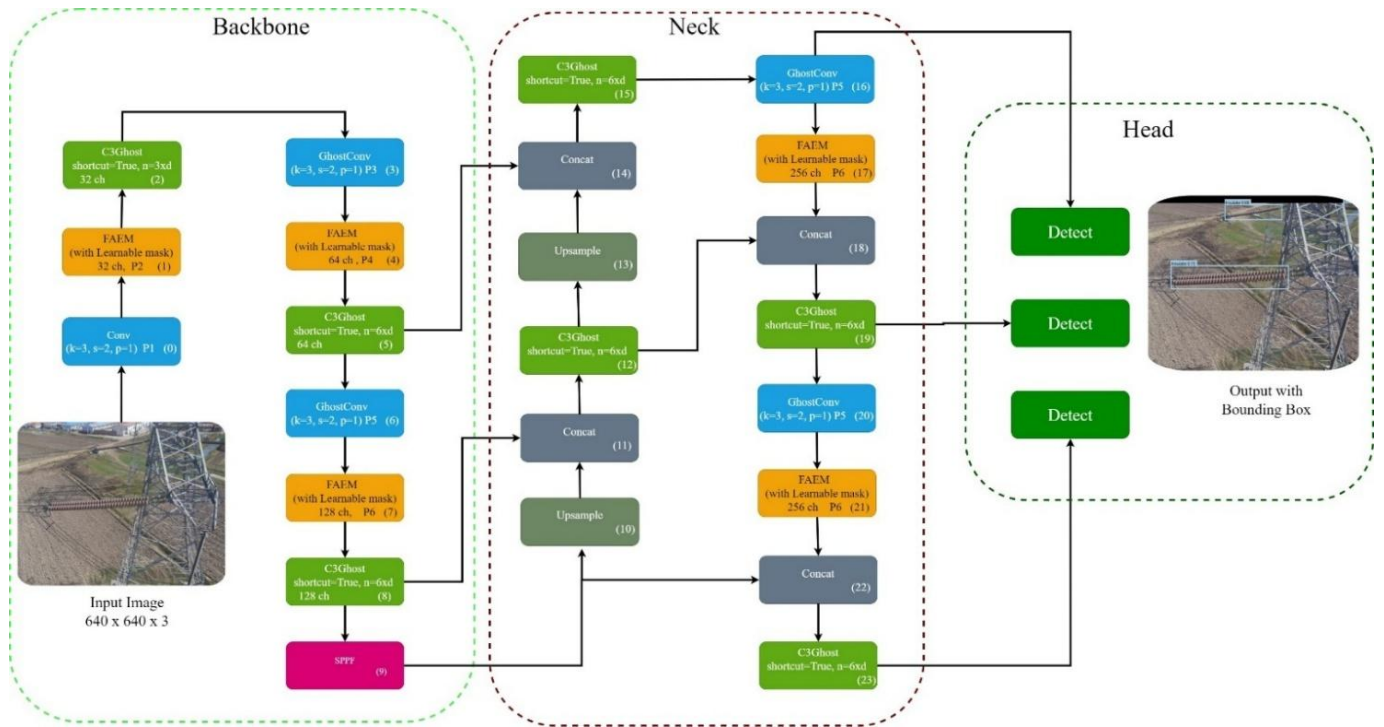 Backbone
C3Ghost
shortcut=True, n=3xd
32 ch (2)
FAEM
(with Learnable mask)
32 ch, P2 (1)
Conv
(k=3, s=2, p=1) P1 (0)
Input Image
640 x 640 x 3
GhostConv
(k=3, s=2, p=1) P3 (3)
FAEM
(with Learnable mask)
64 ch , P4 (4)
C3Ghost
shortcut=True, n=6xd
64 ch (5)
GhostConv
(k=3, s=2, p=1) P5 (6)
FAEM
(with Learnable mask)
128 ch, P6 (7)
C3Ghost
shortcut=True, n=6xd
128 ch (8)
SPPF
(9)
Neck
C3Ghost
shortcut=True, n=6xd
(15)
Concat
(14)
Upsample
(13)
C3Ghost
shortcut=True, n=6xd
(12)
Concat
(11)
Upsample
(10)
GhostConv
(k=3, s=2, p=1) P5 (16)
FAEM
(with Learnable mask)
256 ch P6 (17)
Concat
(18)
C3Ghost
shortcut=True, n=6xd
(19)
GhostConv
(k=3, s=2, p=1) P5 (20)
FAEM
(with Learnable mask)
256 ch P6 (21)
Concat
(22)
C3Ghost
shortcut=True, n=6xd
(23)
Head
Detect
Detect
Detect
Output with
Bounding Box